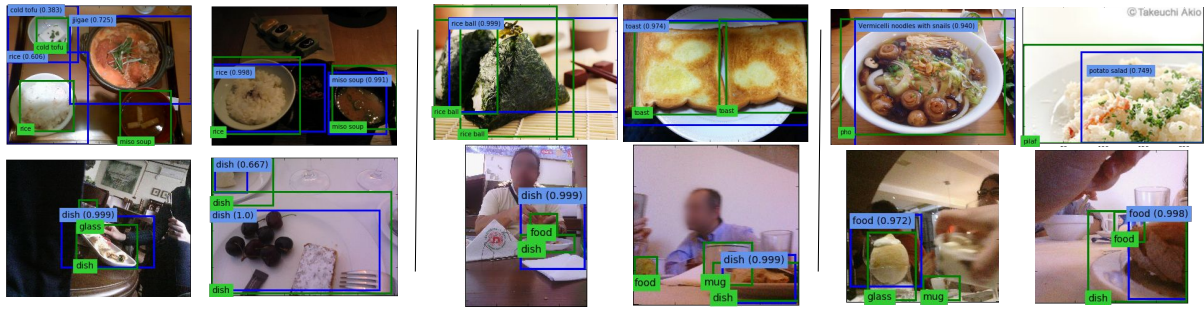 cold tofu (0.383)
jjigae (0.725)
cold tofu
rice (0.606)
rice
miso soup
rice (0.998)
miso soup (0.991)
rice
miso soup
rice ball (0.999)
rice ball
rice ball
toast (0.974)
toast
toast
Vermicelli noodles with snails (0.940)
pho
©Takeuchi Akio
potato salad (0.749)
pilaf
dish (0.999)
glass
dish
dish (0.667)
dish
dish (1.0)
dish
dish (0.999)
food
dish
food
mug
dish (0.999)
dish
food (0.972)
glass
mug
food (0.998)
food
dish